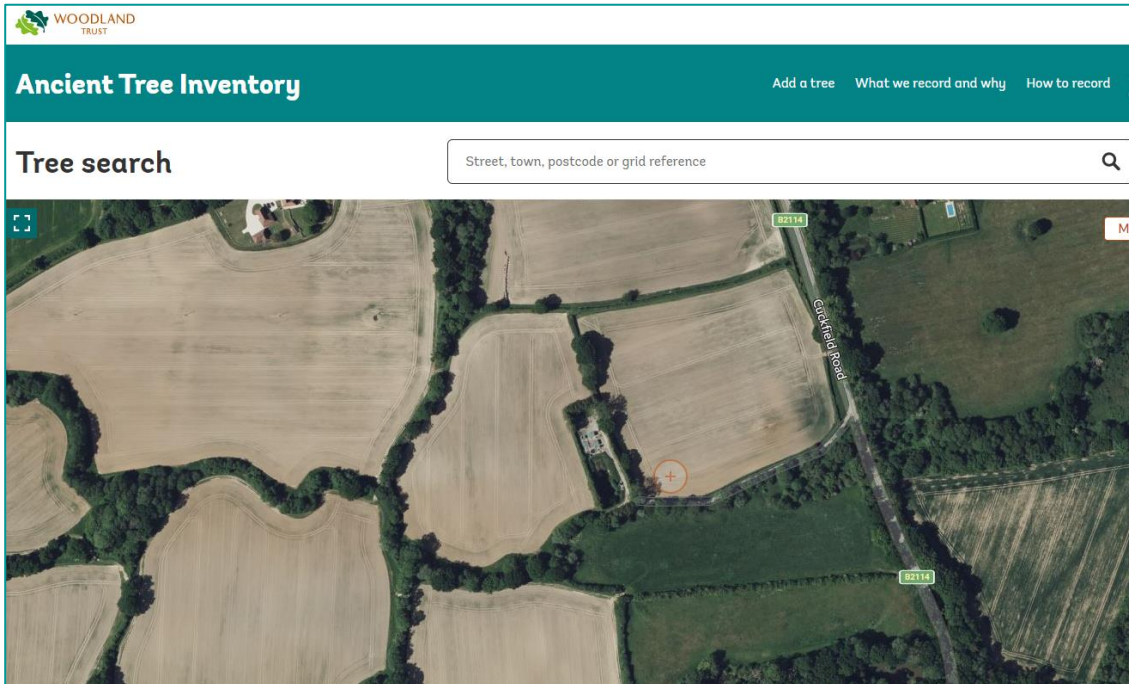 WOODLAND
TRUST
Ancient Tree Inventory
Add a tree
What we record and why
How to record
Tree search
Street, town, postcode or grid reference
B2114
M
Cuckfield Road
B2114